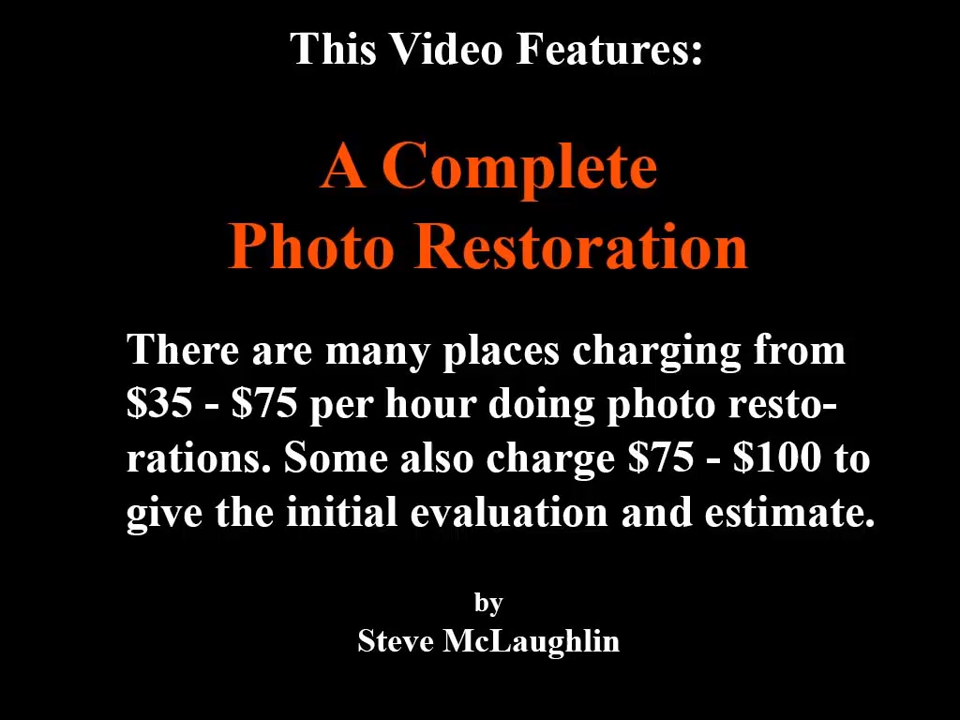 This Video Features:
A Complete
Photo Restoration
There are many places charging from
$35 - $75 per hour doing photo resto-
rations. Some also charge $75 - $100 to
give the initial evaluation and estimate.
by
Steve McLaughlin